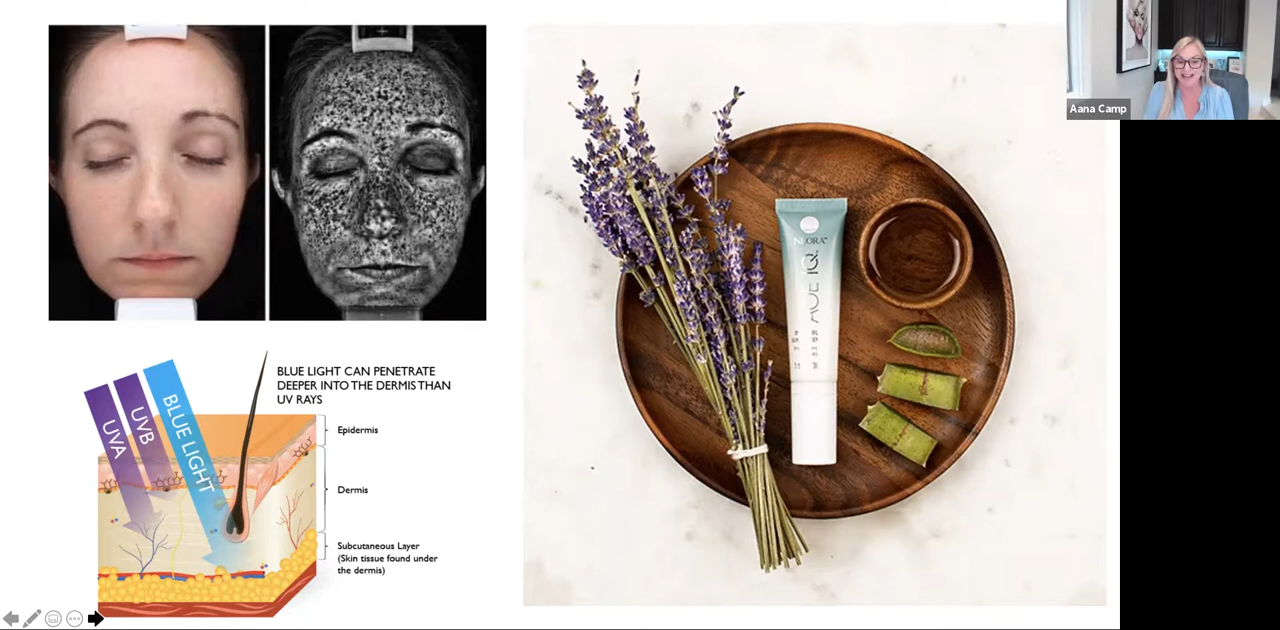 BLUE LIGHT CAN PENETRATE
DEEPER INTO THE DERMIS THAN
UV RAYS
UVA
UVB
BLUE LIGHT
Epidermis
Dermis
Subcutaneous Layer
(Skin tissue found under
the dermis)
NEORA
AGE IQ
Aana Camp